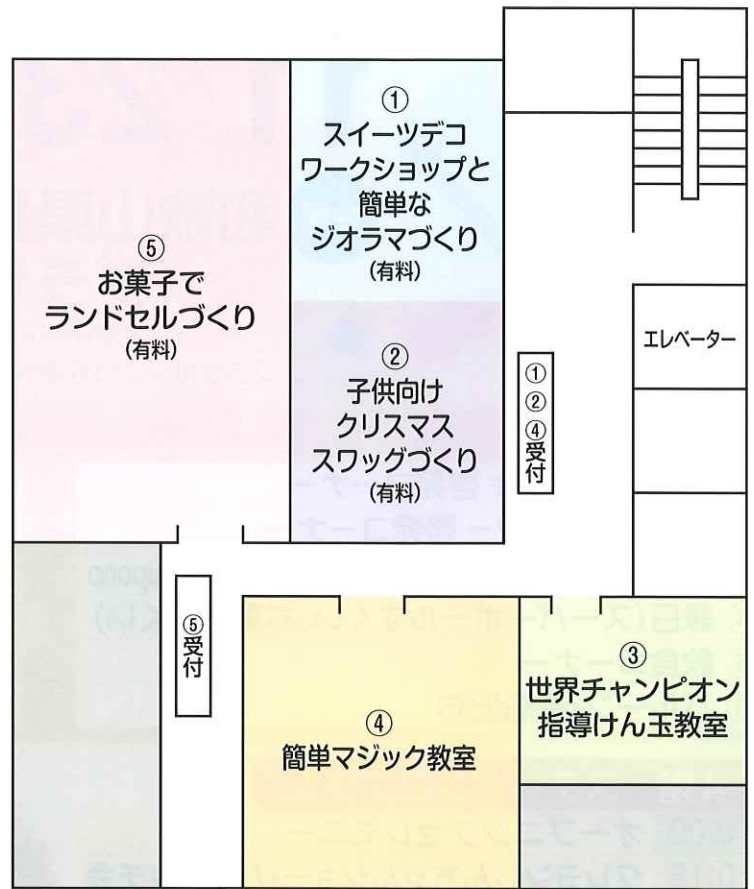 ①
スイーツデコ
ワークショップと
簡単な
ジオラマづくり
(有料)
⑤
お菓子で
ランドセルづくり
(有料)
②
子供向け
クリスマス
スワッグづくり
(有料)
エレベーター
①②④受付
⑤受付
③
世界チャンピオン
指導けん玉教室
④
簡単マジック教室